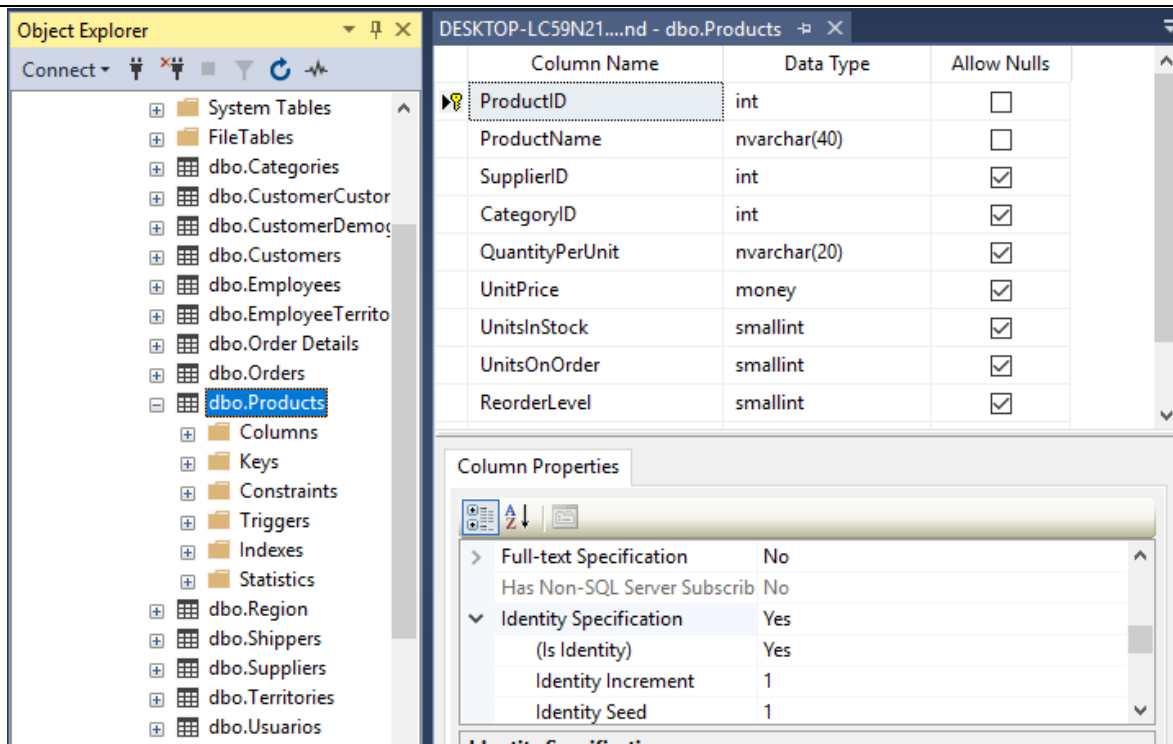 Object Explorer
Connect
System Tables
FileTables
dbo.Categories
dbo.CustomerCustor
dbo.CustomerDemog
dbo.Customers
dbo.Employees
dbo.EmployeeTerrito
dbo.Order Details
dbo.Orders
dbo.Products
Columns
Keys
Constraints
Triggers
Indexes
Statistics
dbo.Region
dbo.Shippers
dbo.Suppliers
dbo.Territories
dbo.Usuarios
DESKTOP-LC59N21....nd - dbo.Products
Column Name Data Type Allow Nulls
ProductID int
ProductName nvarchar(40)
SupplierID int
CategoryID int
QuantityPerUnit nvarchar(20)
UnitPrice money
UnitsInStock smallint
UnitsOnOrder smallint
ReorderLevel smallint
Column Properties
Full-text Specification No
Has Non-SQL Server Subscrib No
Identity Specification Yes
(Is Identity) Yes
Identity Increment 1
Identity Seed 1